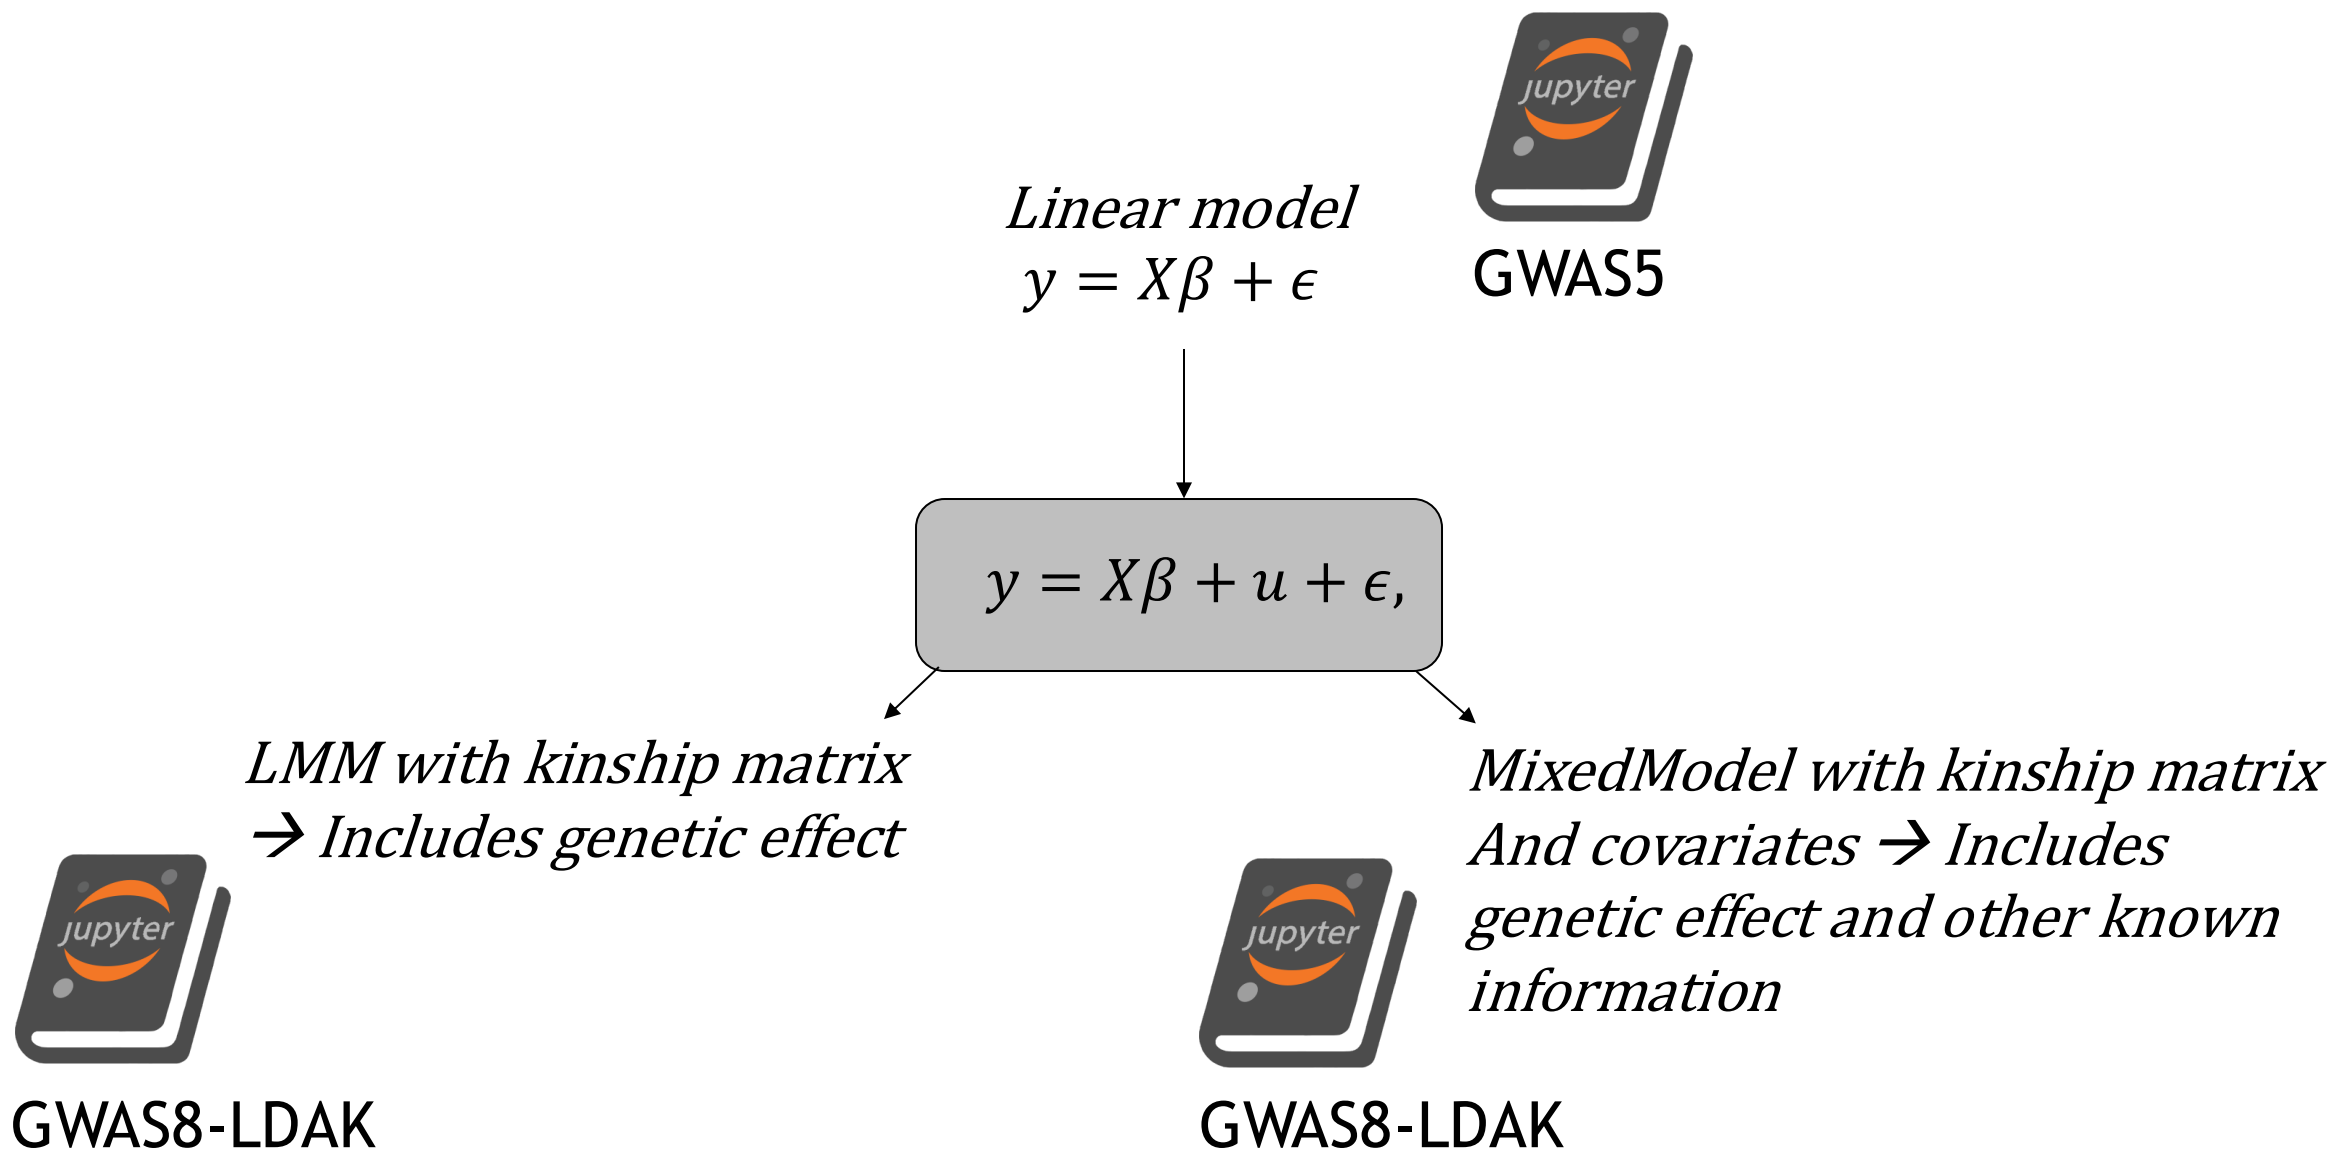 jupyter
Linear model
y = Xβ + ϵ
GWAS5
y = Xβ + u + ϵ,
LMM with kinship matrix
→ Includes genetic effect
jupyter
GWAS8-LDAK
MixedModel with kinship matrix
And covariates → Includes
genetic effect and other known
information
jupyter
GWAS8-LDAK